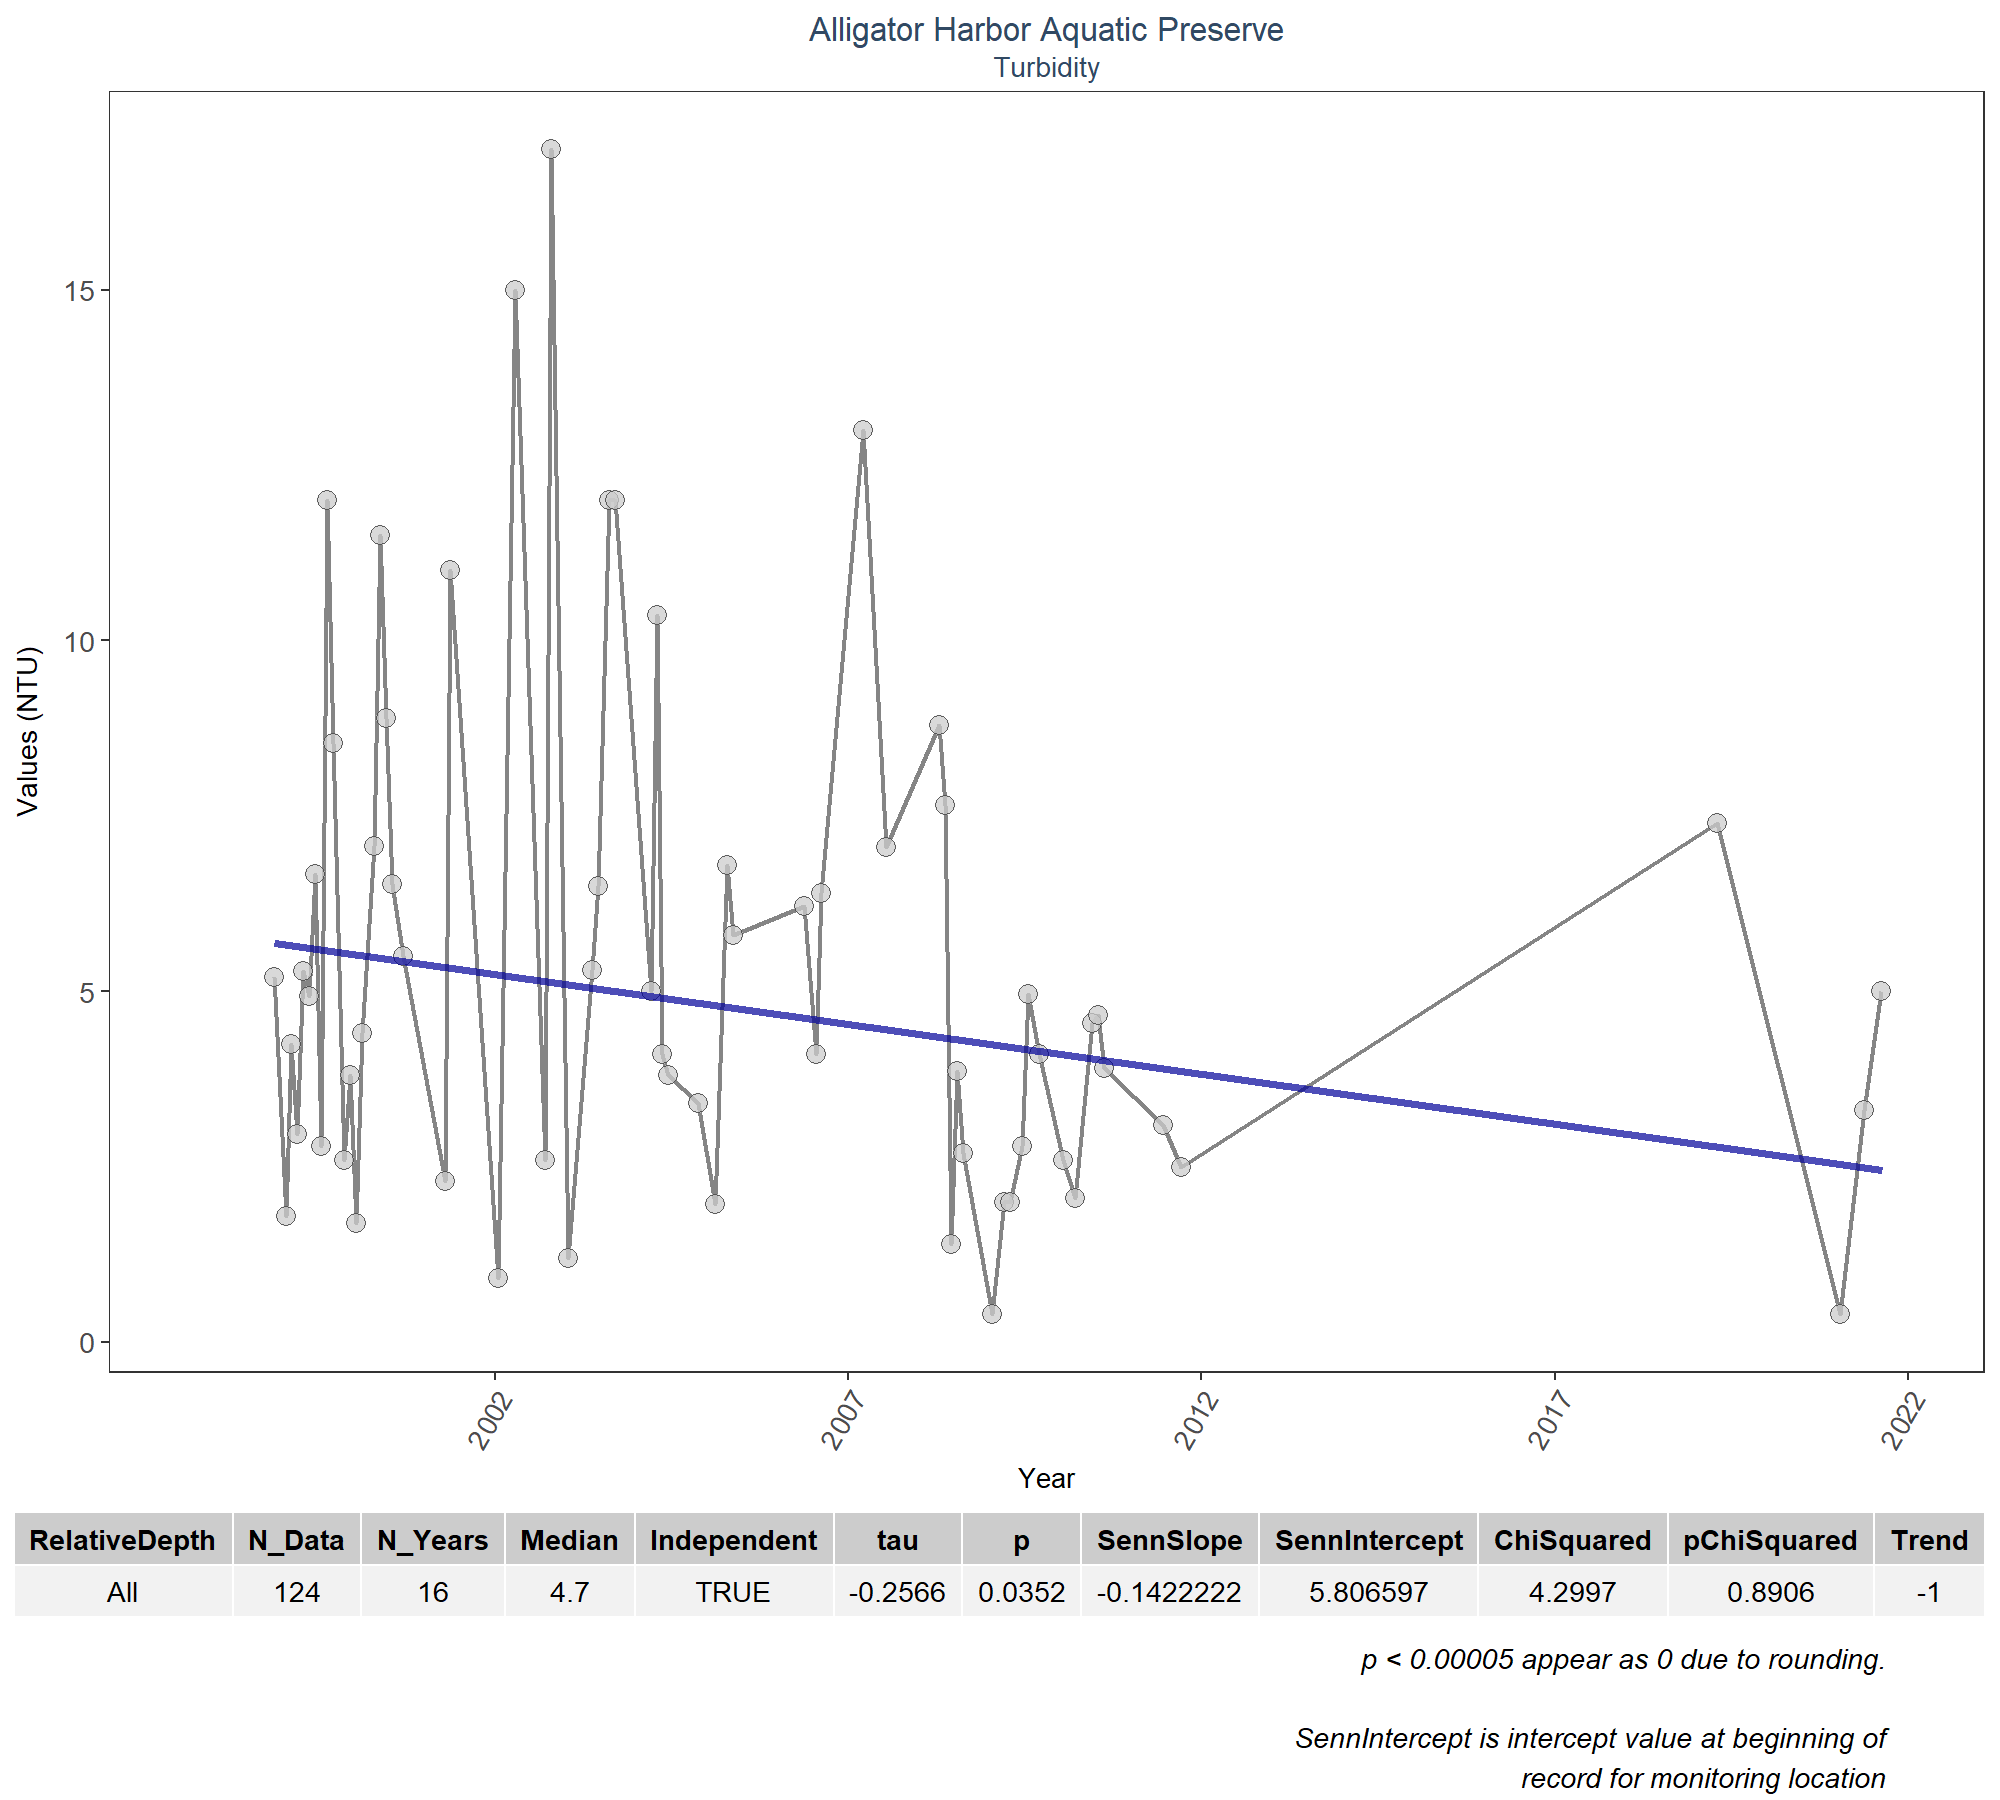 Alligator Harbor Aquatic Preserve
Turbidity
Values (NTU)
15
10
5
0
2002 2007 2012 2017 2022
Year
RelativeDepth N_Data N_Years Median Independent tau p SennSlope SennIntercept ChiSquared pChiSquared Trend
All 124 16 4.7 TRUE -0.2566 0.0352 -0.1422222 5.806597 4.2997 0.8906 -1
p < 0.00005 appear as 0 due to rounding.
SennIntercept is intercept value at beginning of
record for monitoring location